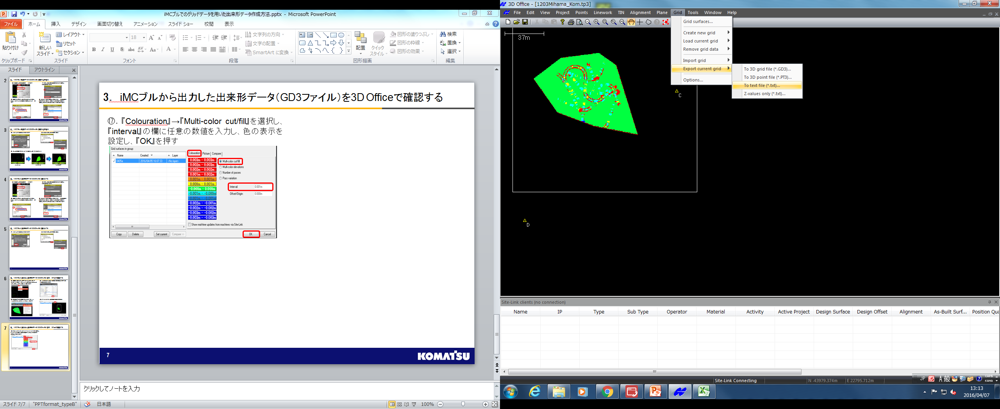 iMCブルでのグリッドデータを用いた出来形データ作成方法.pptx - Microsoft PowerPoint
ファイル
ホーム
挿入
デザイン
画面切り替え
アニメーション
スライド ショー
校閲
表示
貼り付け
クリップボード
新しい
スライド
レイアウト
リセット
セクション
スライド
18
B I U S abc AV Aa A
フォント
文字列の方向
文字の配置
SmartArt に変換
段落
配置
クイック
スタイル
図形の塗りつぶし
図形の枠線
図形の効果
図形描画
検索
置換
選択
編集
スライド
アウトライン
2
3
4
5
6
7
3. iMCブルから出力した出来形データ(GD3ファイル)を3D Officeで確認する
⑰. 『Colouration』→『Multi-color cut/fill』を選択し、
『interval』の欄に任意の数値を入力し、色の表示を
設定し、『OK』を押す
Grid surfaces in group:
Name Created Layer
0405a 2016/04/05 16:07:33 <No layer>
Colouration Picture Compare
0.003m - 0.003m
0.002m - 0.003m
0.002m - 0.002m
0.001m - 0.002m
0.001m - 0.001m
0.000m - 0.001m
-0.000m - 0.000m
-0.001m - -0.000m
-0.001m - -0.001m
-0.002m - -0.001m
-0.002m - -0.002m
-0.003m - -0.002m
-0.003m - -0.003m
Multi-color cut/fill
Multi-color elevations
Number of passes
Pass variation
Interval: 0.001m
Offset/Origin: 0.000m
Show real-time updates from machines via Site-Link
Copy Delete Set current Compare >> OK Cancel
7
KOMATSU
クリックしてノートを入力
スライド 7/7
"PPTformat_typeB"
日本語
100%
3D Office - [1203Mihama_Kom.tp3]
File Edit View Project Points Linework TIN Alignment Plane Grid Tools Window Help
37m
Grid surfaces...
Create new grid
Load current grid
Remove grid data
Import grid
Export current grid
Options...
To 3D grid file (*.GD3)...
To 3D point file (*.PT3)...
To text file (*.txt)...
Z-values only (*.txt)...
C
D
Site-Link clients (no connection)
Name IP Type Sub Type Operator Material Activity Active Project Design Surface Design Offset Alignment As-Built Surf... Position Qua
Site-Link Connecting
N -43979.374m
E 22795.712m
JP
A 般
CAPS
KANA
13:13
2016/04/07